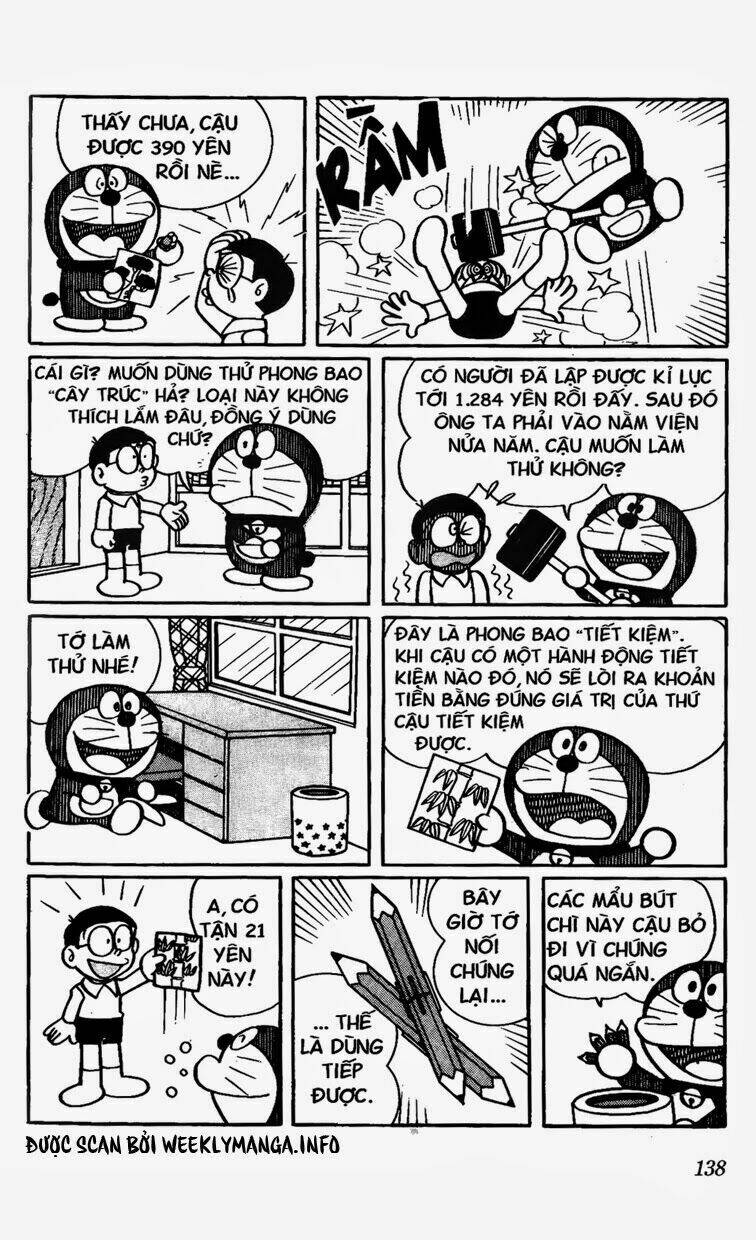 RẦM
THẤY CHƯA, CẬU
ĐƯỢC 390 YÊN
RỒI NÈ...
CÓ NGƯỜI ĐÃ LẬP ĐƯỢC KỈ LỤC
TỚI 1.284 YÊN RỒI ĐẤY. SAU ĐÓ
ÔNG TA PHẢI VÀO NẰM VIỆN
NỬA NĂM. CẬU MUỐN LÀM
THỬ KHÔNG?
CÁI GÌ? MUỐN DÙNG THỬ PHONG BAO
“CÂY TRÚC” HẢ? LOẠI NÀY KHÔNG
THÍCH LẮM ĐÂU, ĐỒNG Ý DÙNG
CHỨ?
ĐÂY LÀ PHONG BAO “TIẾT KIỆM”.
KHI CẬU CÓ MỘT HÀNH ĐỘNG TIẾT
KIỆM NÀO ĐÓ, NÓ SẼ LÒI RA KHOẢN
TIỀN BẰNG ĐÚNG GIÁ TRỊ CỦA THỨ
CẬU TIẾT KIỆM
ĐƯỢC.
TỚ LÀM
THỬ NHÉ!
CÁC MẨU BÚT
CHÌ NÀY CẬU BỎ
ĐI VÌ CHÚNG
QUÁ NGẮN.
BÂY
GIỜ TỚ
NỐI
CHÚNG
LẠI...
... THẾ
LÀ DÙNG
TIẾP
ĐƯỢC.
A, CÓ
TẬN 21
YÊN
NÀY!
ĐƯỢC SCAN BỞI WEEKLYMANGA.INFO
138